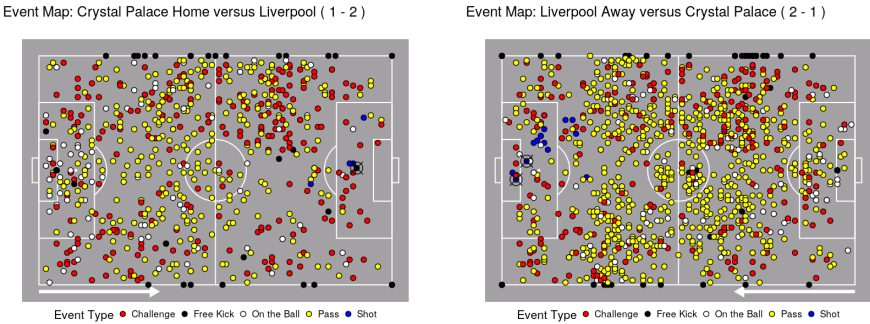 Event Map: Crystal Palace Home versus Liverpool ( 1 - 2 )
Event Type Challenge Free Kick On the Ball Pass Shot
Event Map: Liverpool Away versus Crystal Palace ( 2 - 1 )
Event Type Challenge Free Kick On the Ball Pass Shot